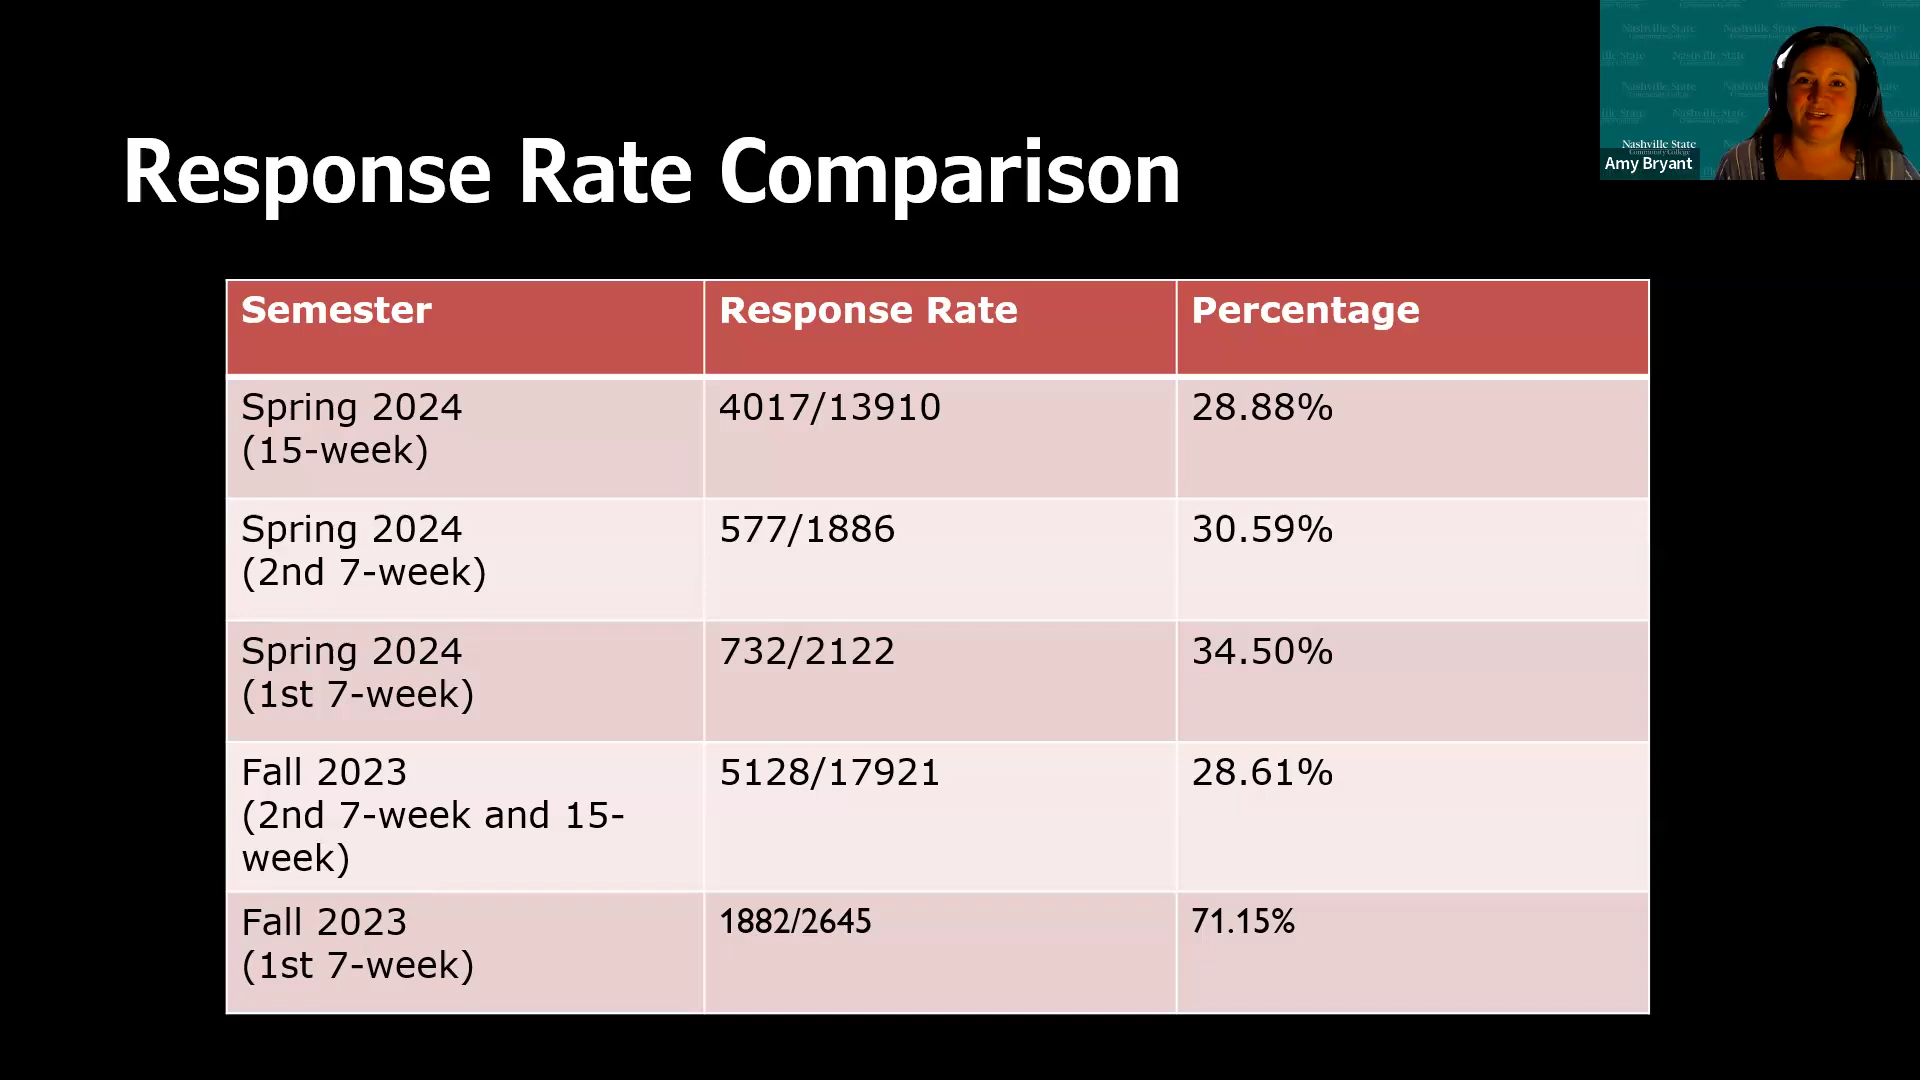 Response Rate Comparison
Nashville State
Community College
Amy Bryant
Semester Response Rate Percentage
Spring 2024 4017/13910 28.88%
(15-week)
Spring 2024 577/1886 30.59%
(2nd 7-week)
Spring 2024 732/2122 34.50%
(1st 7-week)
Fall 2023 5128/17921 28.61%
(2nd 7-week and 15-
week)
Fall 2023 1882/2645 71.15%
(1st 7-week)